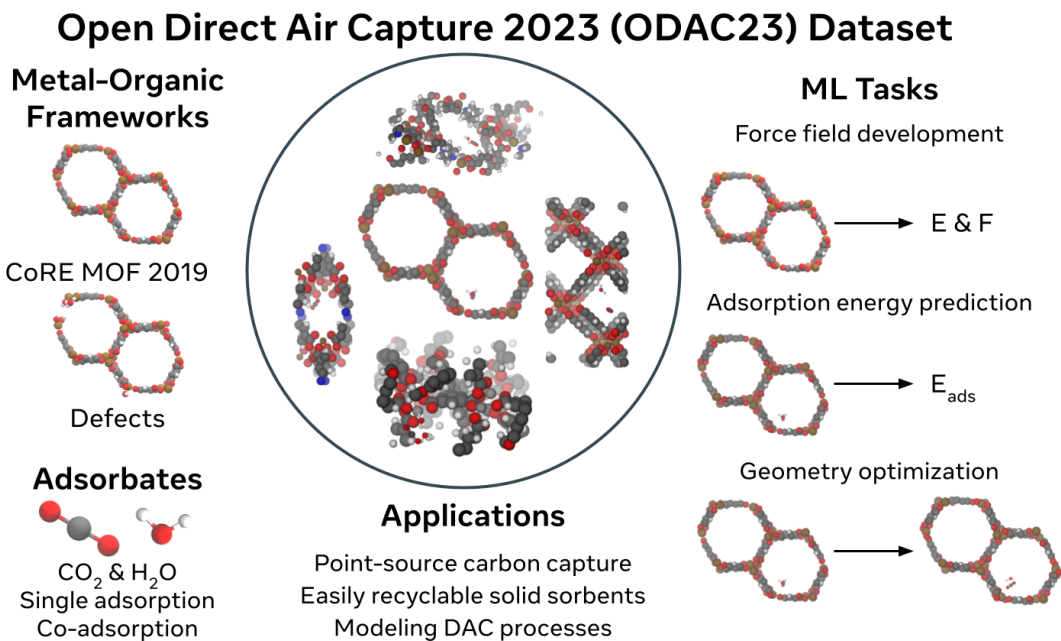 Open Direct Air Capture 2023 (ODAC23) Dataset
Metal-Organic
Frameworks
CoRE MOF 2019
Defects
Adsorbates
CO₂ & H₂O
Single adsorption
Co-adsorption
Applications
Point-source carbon capture
Easily recyclable solid sorbents
Modeling DAC processes
ML Tasks
Force field development
E & F
Adsorption energy prediction
Eads
Geometry optimization